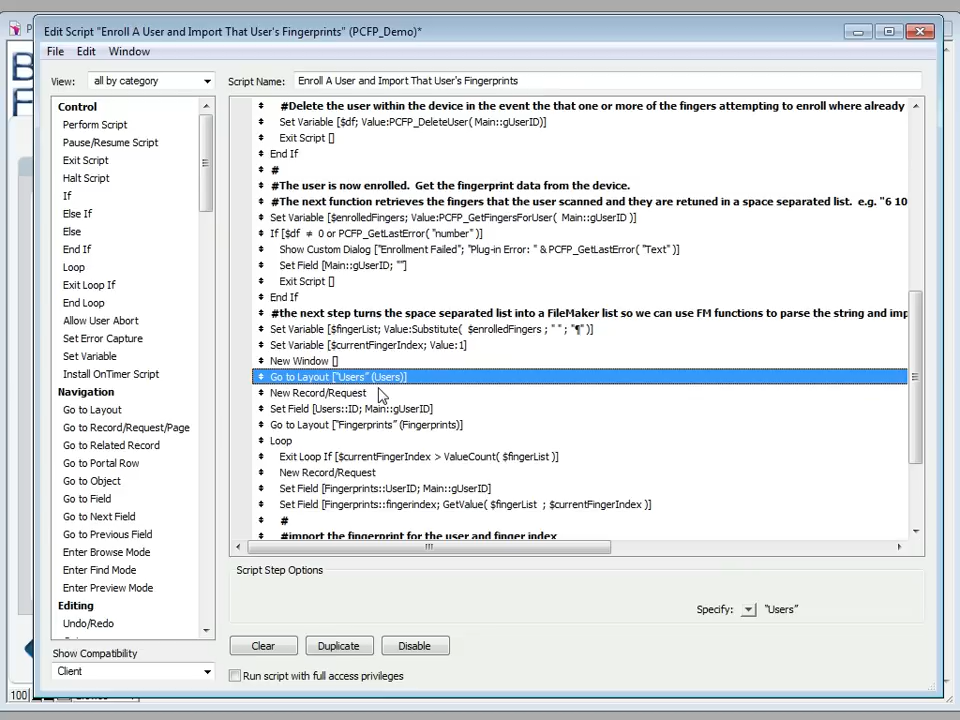 Edit Script "Enroll A User and Import That User's Fingerprints" (PCFP_Demo)*
File Edit Window
View: all by category
Script Name: Enroll A User and Import That User's Fingerprints
Control
Perform Script
Pause/Resume Script
Exit Script
Halt Script
If
Else If
Else
End If
Loop
Exit Loop If
End Loop
Allow User Abort
Set Error Capture
Set Variable
Install OnTimer Script
Navigation
Go to Layout
Go to Record/Request/Page
Go to Related Record
Go to Portal Row
Go to Object
Go to Field
Go to Next Field
Go to Previous Field
Enter Browse Mode
Enter Find Mode
Enter Preview Mode
Editing
Undo/Redo
#Delete the user within the device in the event the that one or more of the fingers attempting to enroll where already
Set Variable [$df; Value:PCFP_DeleteUser( Main::gUserID)]
Exit Script []
End If
#
#The user is now enrolled.  Get the fingerprint data from the device.
#The next function retrieves the fingers that the user scanned and they are retuned in a space separated list.  e.g. "6 10
Set Variable [$enrolledFingers; Value:PCFP_GetFingersForUser(  Main::gUserID )]
If [$df  ≠  0 or PCFP_GetLastError( "number" )]
Show Custom Dialog ["Enrollment Failed"; "Plug-in Error: " & PCFP_GetLastError( "Text" )]
Set Field [Main::gUserID; ""]
Exit Script []
End If
#the next step turns the space separated list into a FileMaker list so we can use FM functions to parse the string and imp
Set Variable [$fingerList; Value:Substitute(  $enrolledFingers ; " " ; "¶" )]
Set Variable [$currentFingerIndex; Value:1]
New Window []
Go to Layout ["Users" (Users)]
New Record/Request
Set Field [Users::ID; Main::gUserID]
Go to Layout ["Fingerprints" (Fingerprints)]
Loop
Exit Loop If [$currentFingerIndex > ValueCount( $fingerList )]
New Record/Request
Set Field [Fingerprints::UserID; Main::gUserID]
Set Field [Fingerprints::fingerindex; GetValue( $fingerList  ; $currentFingerIndex )]
#
#import the fingerprint for the user and finger index
Script Step Options
Specify: "Users"
Clear Duplicate Disable
Show Compatibility
Client
Run script with full access privileges
100